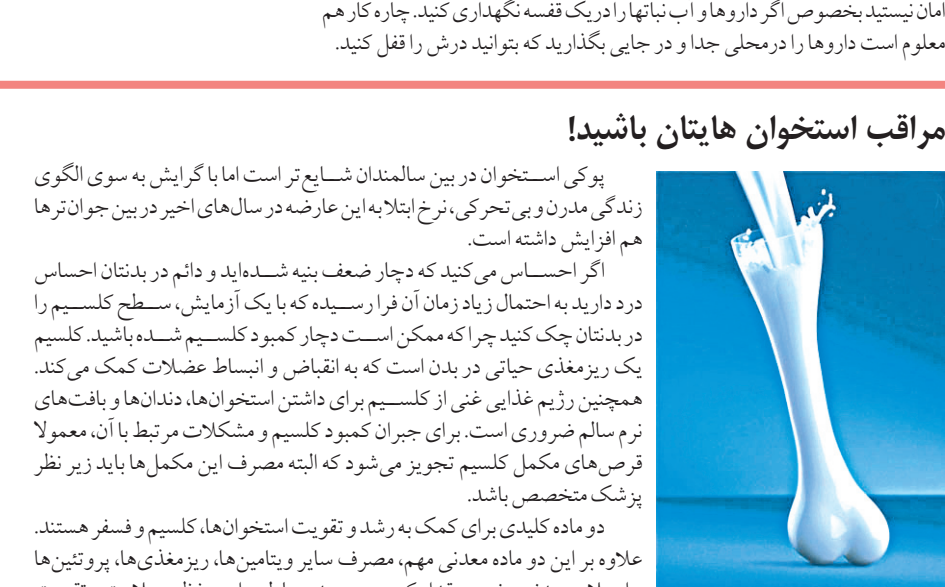 امان نیستید بخصوص اگر داروها و آب نباتها را در یک قفسه نگهداری کنید. چاره کار هم
معلوم است داروها را در محلی جدا و در جایی بگذارید که بتوانید درش را قفل کنید.
مراقب استخوان هایتان باشید!
پوکی استخوان در بین سالمندان شایع تر است اما با گرایش به سوی الگوی
زندگی مدرن و بی تحرکی، نرخ ابتلا به این عارضه در سال‌های اخیر در بین جوان ترها
هم افزایش داشته است.
اگر احساس می‌کنید که دچار ضعف بنیه شده‌اید و دائم در بدنتان احساس
درد دارید به احتمال زیاد زمان آن فرا رسیده که با یک آزمایش، سطح کلسیم را
در بدنتان چک کنید چرا که ممکن است دچار کمبود کلسیم شده باشید. کلسیم
یک ریزمغذی حیاتی در بدن است که به انقباض و انبساط عضلات کمک می‌کند.
همچنین رژیم غذایی غنی از کلسیم برای داشتن استخوان‌ها، دندان‌ها و بافت‌های
نرم سالم ضروری است. برای جبران کمبود کلسیم و مشکلات مرتبط با آن، معمولا
قرص‌های مکمل کلسیم تجویز می‌شود که البته مصرف این مکمل‌ها باید زیر نظر
پزشک متخصص باشد.
دو ماده کلیدی برای کمک به رشد و تقویت استخوان‌ها، کلسیم و فسفر هستند.
علاوه بر این دو ماده معدنی مهم، مصرف سایر ویتامین‌ها، ریزمغذی‌ها، پروتئین‌ها